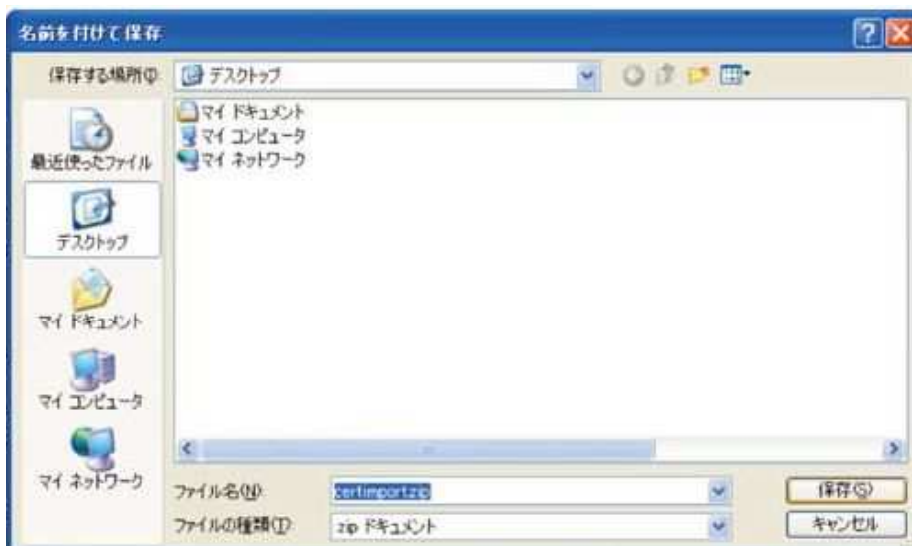 名前を付けて保存
保存する場所(I):
デスクトップ
マイ ドキュメント
マイ コンピュータ
マイ ネットワーク
最近使ったファイル
デスクトップ
マイ ドキュメント
マイ コンピュータ
マイ ネットワーク
ファイル名(N):
certimport.zip
保存(S)
ファイルの種類(T):
zip ドキュメント
キャンセル